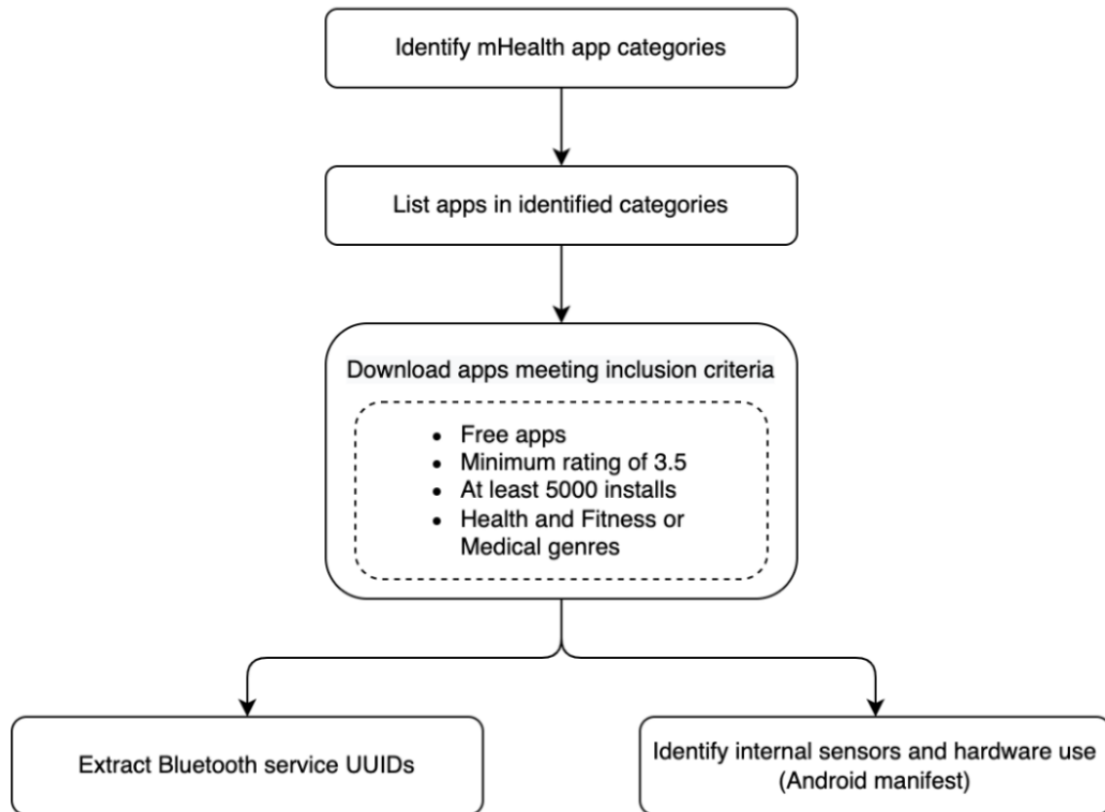 Identify mHealth app categories
List apps in identified categories
Download apps meeting inclusion criteria
• Free apps
• Minimum rating of 3.5
• At least 5000 installs
• Health and Fitness or
Medical genres
Extract Bluetooth service UUIDs
Identify internal sensors and hardware use
(Android manifest)